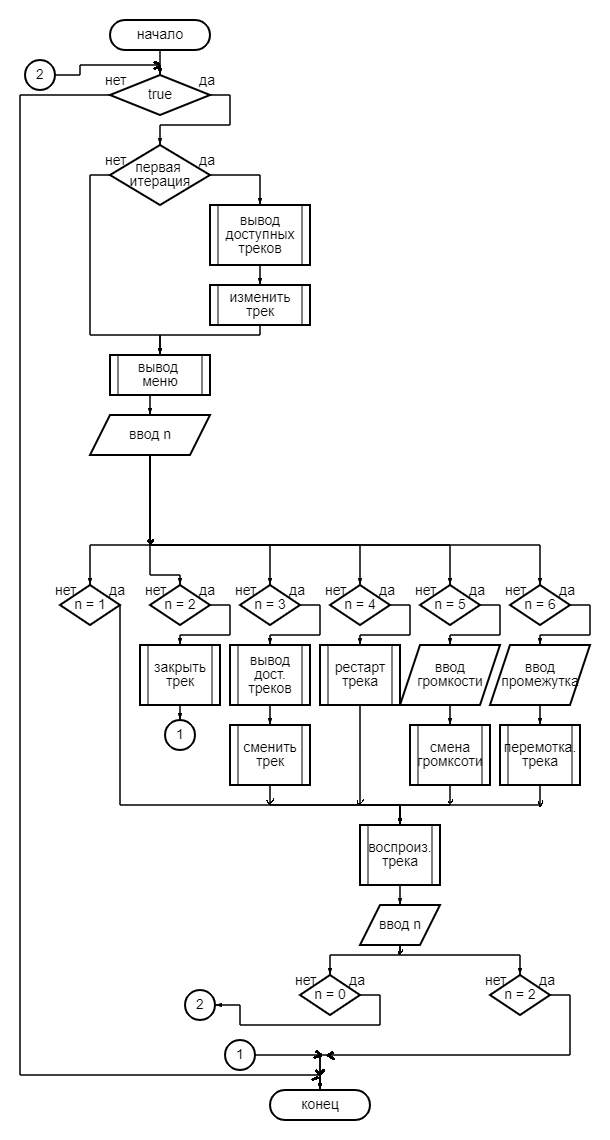 начало
2
нет
да
true
нет
да
первая
итерация
вывод
доступных
треков
изменить
трек
вывод
меню
ввод n
нет
да
n = 1
нет
да
n = 2
нет
да
n = 3
нет
да
n = 4
нет
да
n = 5
нет
да
n = 6
закрыть
трек
вывод
дост.
треков
рестарт
трека
ввод
громкости
ввод
промежутка
1
сменить
трек
смена
громксоти
перемотка.
трека
воспроиз.
трека
ввод n
нет
да
n = 0
нет
да
n = 2
2
1
конец